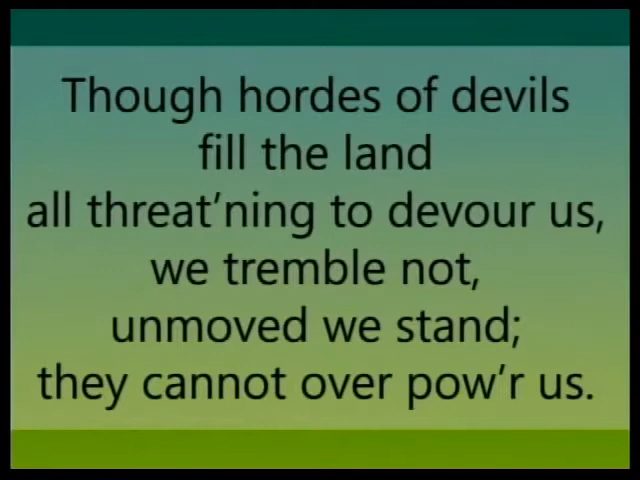 Though hordes of devils
fill the land
all threat’ning to devour us,
we tremble not,
unmoved we stand;
they cannot over pow’r us.